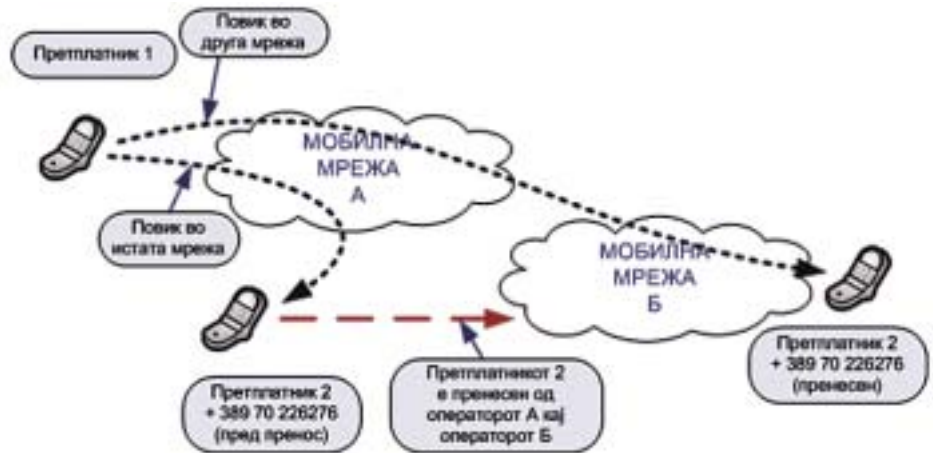 Повик во
друга мрежа
Претплатник 1
МОБИЛНА
МРЕЖА
А
Повик во
истата мрежа
МОБИЛНА
МРЕЖА
Б
Претплатник 2
+ 389 70 226276
(пренесен)
Претплатник 2
+ 389 70 226276
(пред пренос)
Претплатникот 2
е пренесен од
операторот А кај
операторот Б